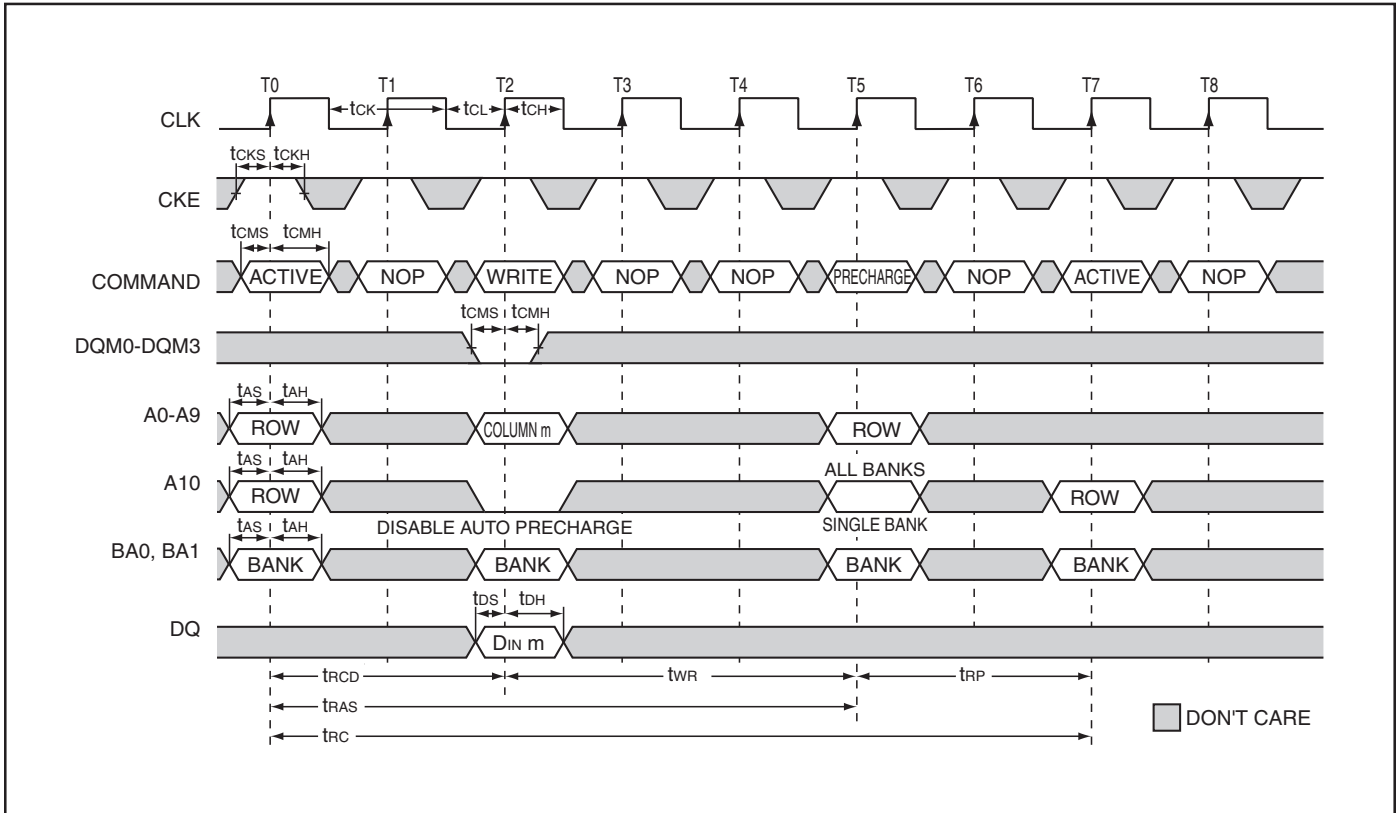 T0 T1 T2 T3 T4 T5 T6 T7 T8
tCK tCL tCH
CLK
tCKS tCKH
CKE
tCMS tCMH
COMMAND ACTIVE NOP WRITE NOP NOP PRECHARGE NOP ACTIVE NOP
tCMS tCMH
DQM0-DQM3
tAS tAH
A0-A9 ROW COLUMN m ROW
tAS tAH ALL BANKS
A10 ROW ROW
tAS tAH DISABLE AUTO PRECHARGE SINGLE BANK
BA0, BA1 BANK BANK BANK BANK
tDS tDH
DQ DIN m
tRCD tWR tRP
tRAS
DON'T CARE
tRC